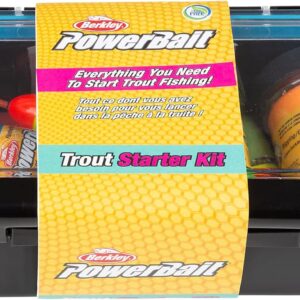 Berkley
PowerBait
Everything You Need
To Start Trout Fishing!
Tout ce dont vous avez
besoin pour vous lancer
dans la pêche à la truite !
Trout Starter Kit
Berkley
PowerBait